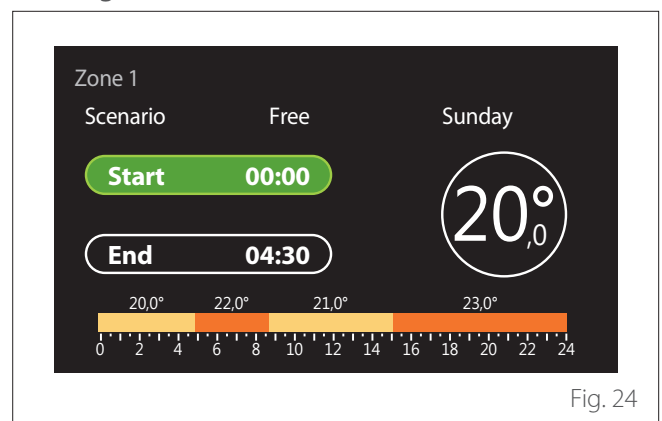 Zone 1
Scenario Free Sunday
Start 00:00
20°,0
End 04:30
20,0° 22,0° 21,0° 23,0°
0 2 4 6 8 10 12 14 16 18 20 22 24
Fig. 24